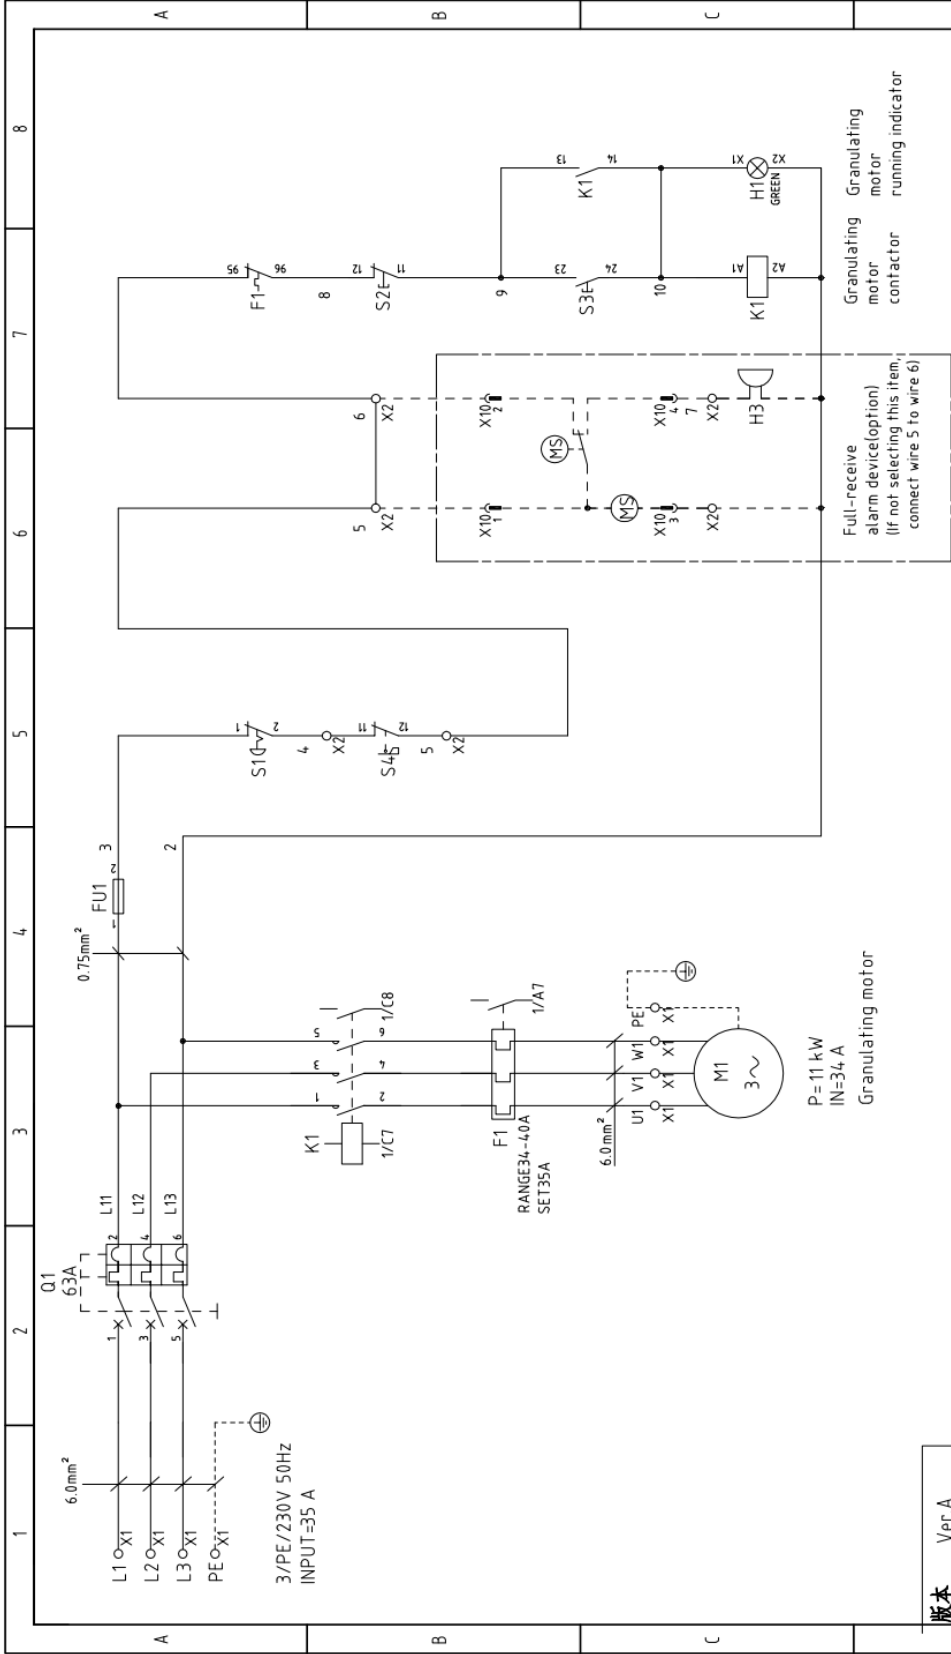 1 2 3 4 5 6 7 8
A A
B B
C C
L1 X1
L2 X1
L3 X1
PE X1
6.0mm²
3/PE/230V 50Hz
INPUT=35 A
Q1
63A
1 2
3 4
5 6
L11
L12
L13
0.75mm²
FU1
2
3
2
K1
1/C7
1 2
3 4
5 6
1/C8
F1
RANGE34-40A
SET35A
1/A7
6.0mm²
U1 X1
V1 X1
W1 X1
PE X1
M1
3~
P= 11 kW
IN=34 A
Granulating motor
S1
1 2
4
X2
S4
11 12
5
X2
5
X2
6
X2
X10
1
X10
2
MS
MS
X10
3
X10
4
7
X2
X2
H3
Full-receive
alarm device(option)
(If not selecting this item,
connect wire 5 to wire 6)
F1
95 96
8
S2
12 11
9
S3
23 24
10
K1
13 14
K1
A1 A2
H1
GREEN
X1 X2
Granulating
motor
contactor
Granulating
motor
running indicator
版本 Ver.A